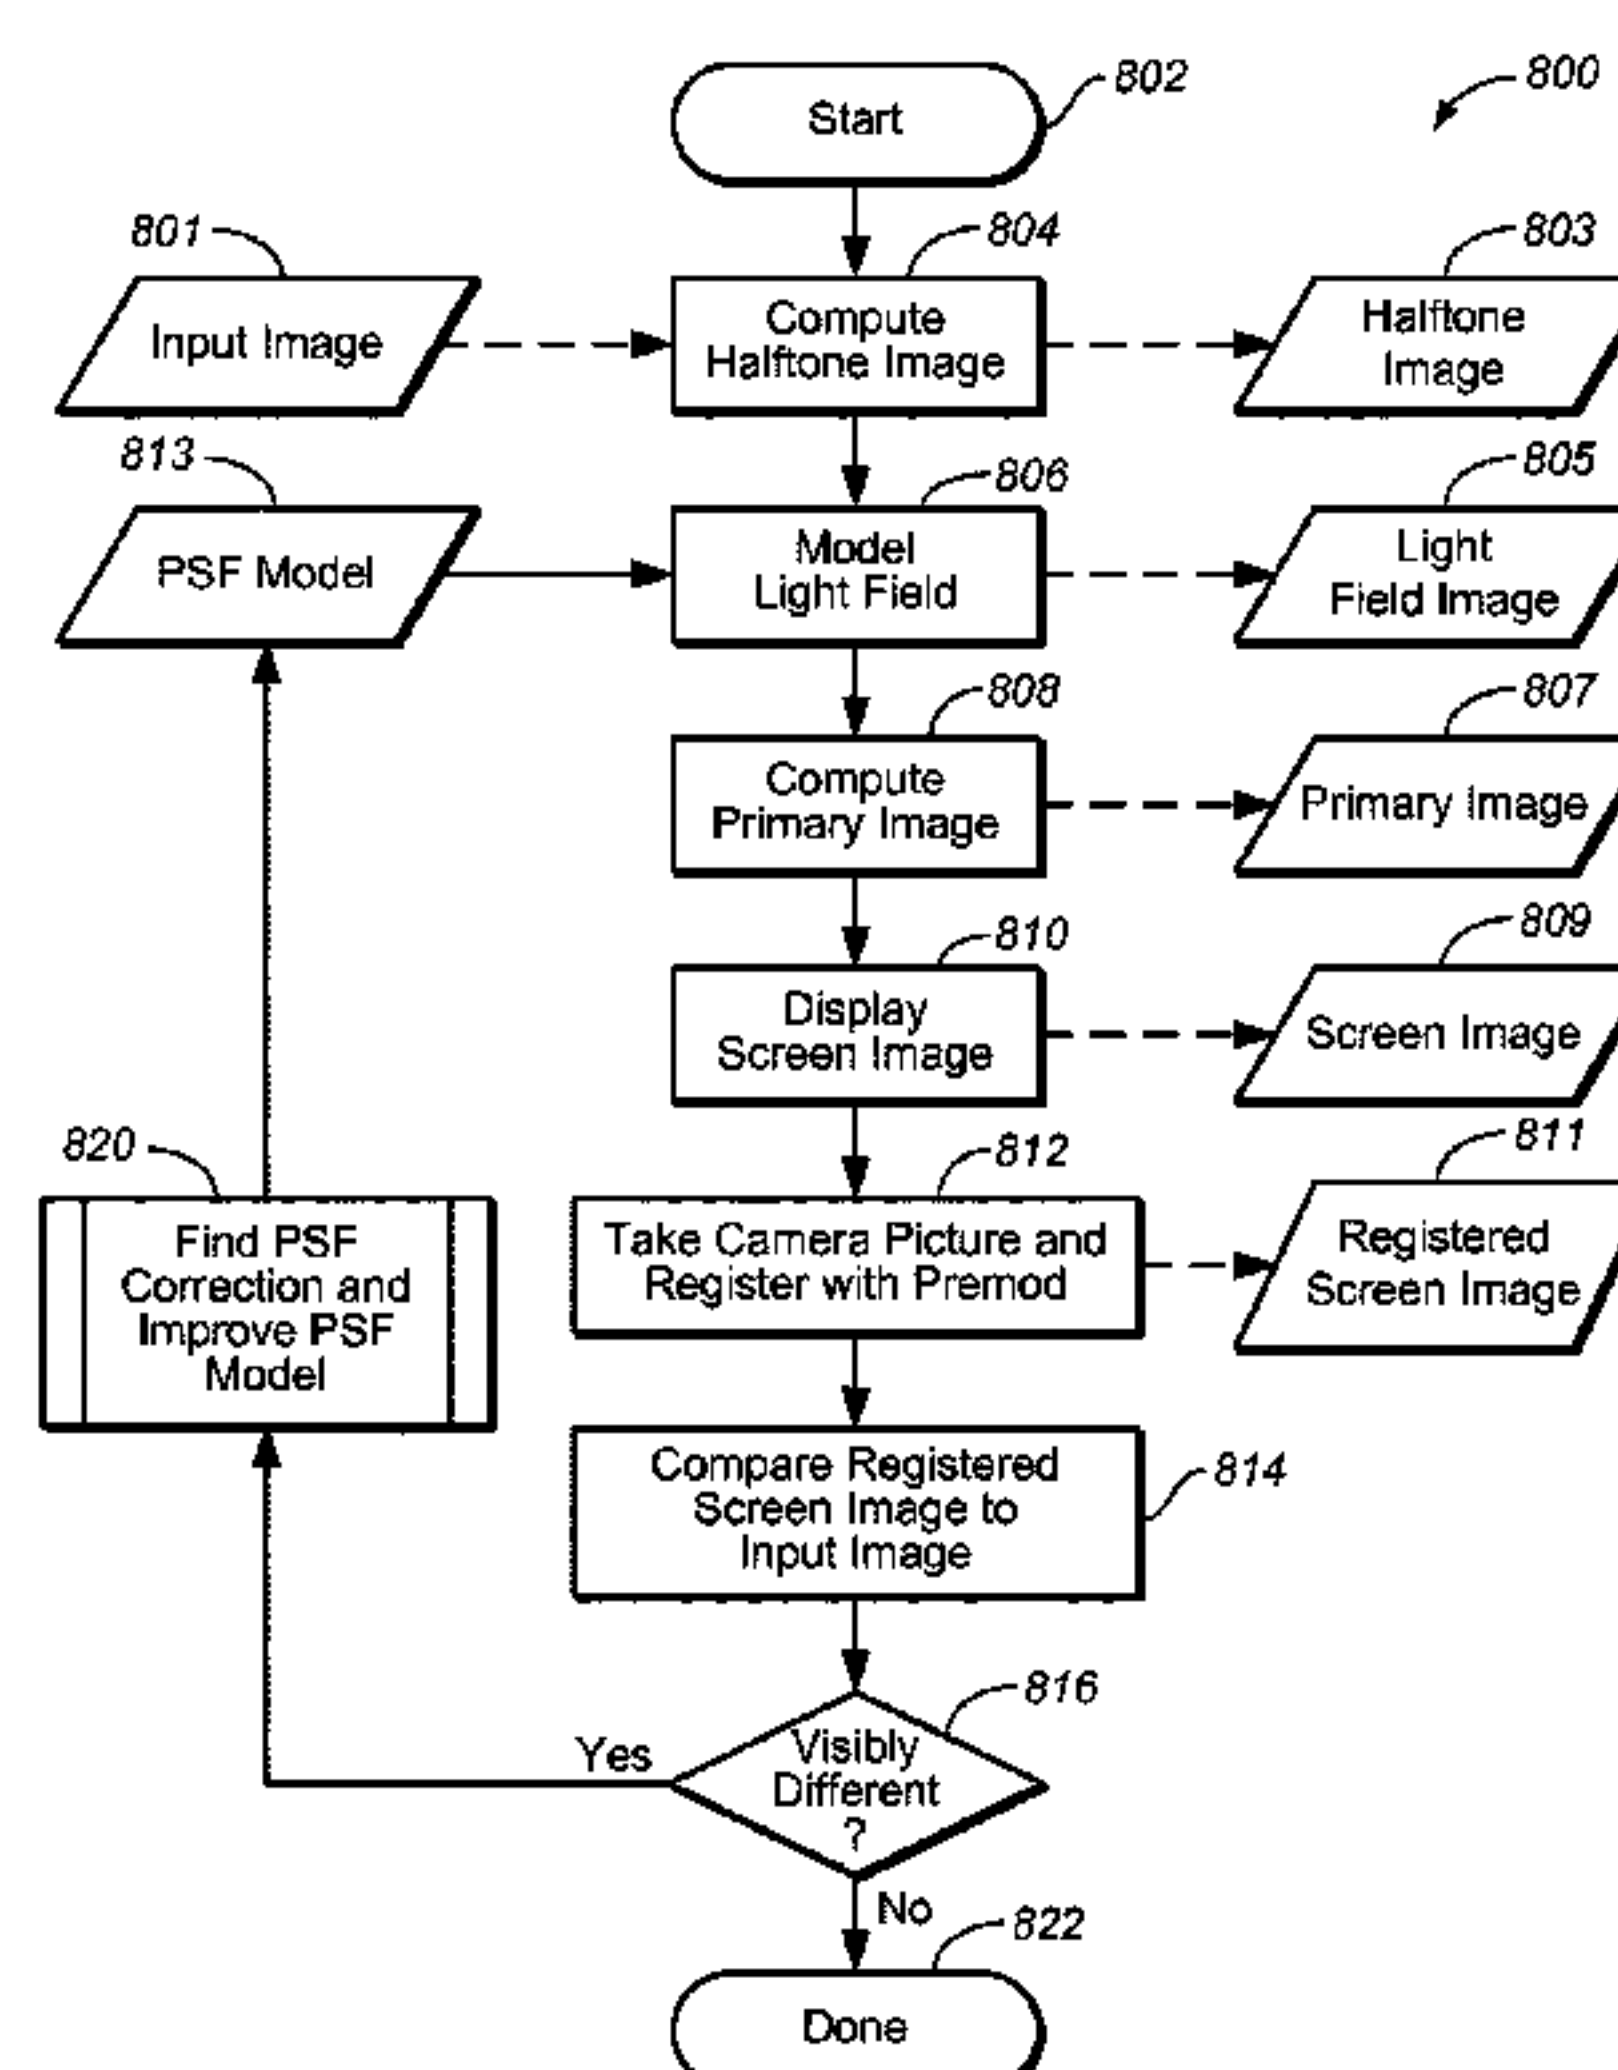 802
800
Start
801
804
803
Input Image
Compute
Halftone Image
Halftone
Image
813
806
805
PSF Model
Model
Light Field
Light
Field Image
808
807
Compute
Primary Image
Primary Image
810
809
Display
Screen Image
Screen Image
820
812
811
Find PSF
Correction and
Improve PSF
Model
Take Camera Picture and
Register with Premod
Registered
Screen Image
Compare Registered
Screen Image to
Input Image
814
816
Yes
Visibly
Different
?
No
822
Done